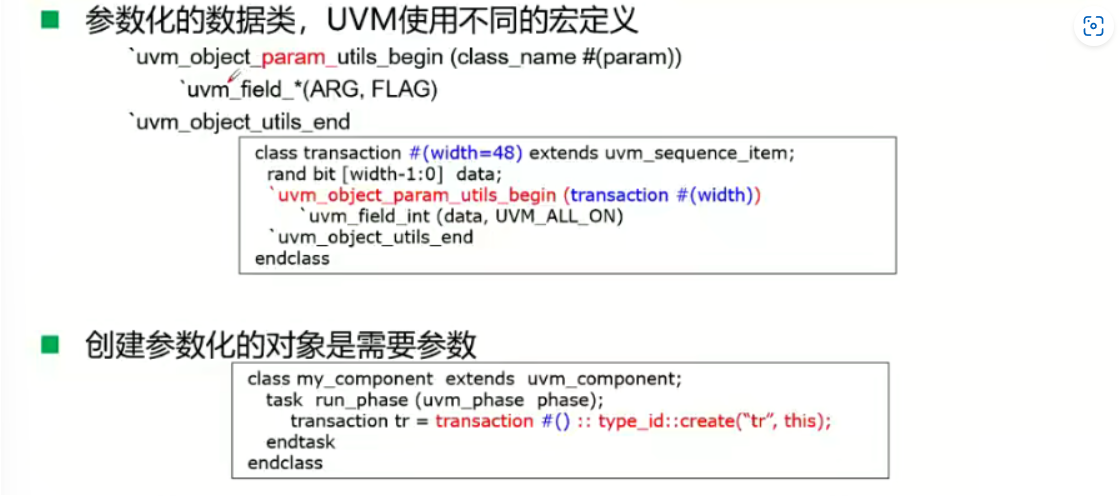 参数化的数据类，UVM使用不同的宏定义
`uvm_object_param_utils_begin (class_name #(param))
`uvm_field_*(ARG, FLAG)
`uvm_object_utils_end
class transaction #(width=48) extends uvm_sequence_item;
rand bit [width-1:0] data;
`uvm_object_param_utils_begin (transaction #(width))
`uvm_field_int (data, UVM_ALL_ON)
`uvm_object_utils_end
endclass
创建参数化的对象是需要参数
class my_component extends uvm_component;
task run_phase (uvm_phase phase);
transaction tr = transaction #() :: type_id::create(“tr”, this);
endtask
endclass